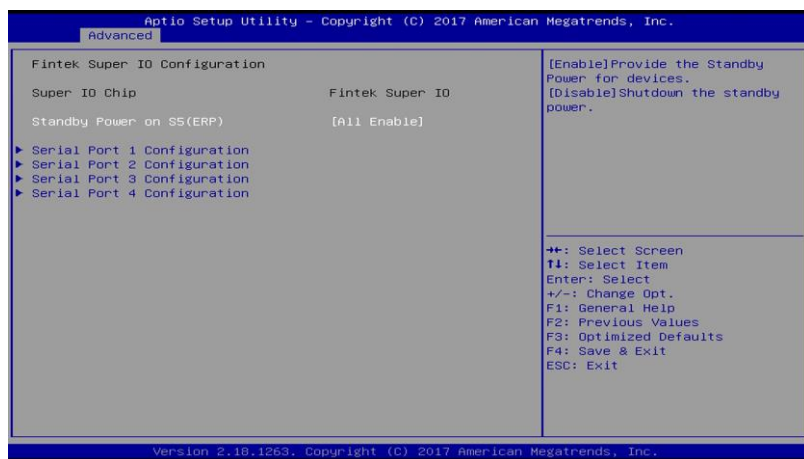 Aptio Setup Utility – Copyright (C) 2017 American Megatrends, Inc.
Advanced
Fintek Super IO Configuration
Super IO Chip Fintek Super IO
Standby Power on S5(ERP) [All Enable]
▶ Serial Port 1 Configuration
▶ Serial Port 2 Configuration
▶ Serial Port 3 Configuration
▶ Serial Port 4 Configuration
[Enable]Provide the Standby
Power for devices.
[Disable]Shutdown the standby
power.
→←: Select Screen
↑↓: Select Item
Enter: Select
+/-: Change Opt.
F1: General Help
F2: Previous Values
F3: Optimized Defaults
F4: Save & Exit
ESC: Exit
Version 2.18.1263. Copyright (C) 2017 American Megatrends, Inc.